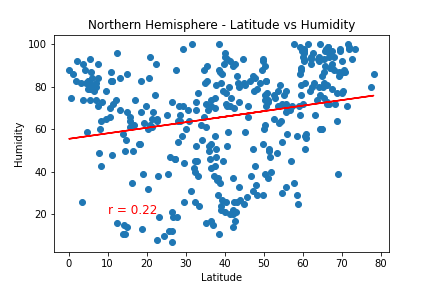 Northern Hemisphere - Latitude vs Humidity
100
80
60
40
20
Humidity
r = 0.22
0 10 20 30 40 50 60 70 80
Latitude